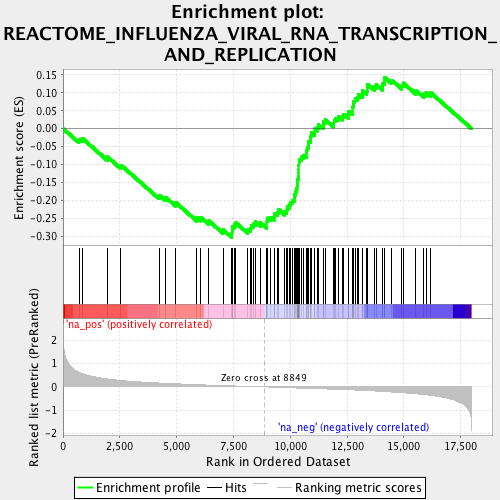 Enrichment plot:
REACTOME_INFLUENZA_VIRAL_RNA_TRANSCRIPTION_
AND_REPLICATION
Enrichment score (ES)
0.15
0.10
0.05
0.00
-0.05
-0.10
-0.15
-0.20
-0.25
-0.30
'na_pos' (positively correlated)
Ranked list metric (PreRanked)
2
1
0
-1
-2
Zero cross at 8849
'na_neg' (negatively correlated)
0
2,500
5,000
7,500
10,000
12,500
15,000
17,500
Rank in Ordered Dataset
Enrichment profile
Hits
Ranking metric scores